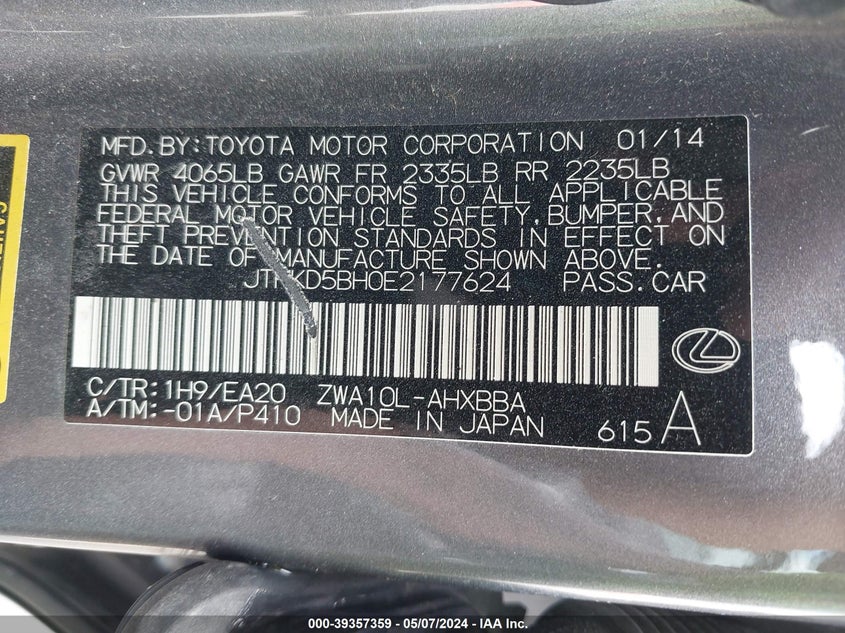 MFD.BY:TOYOTA MOTOR CORPORATION 01/14
GVWR 4065LB GAWR FR 2335LB RR 2235LB
THIS VEHICLE CONFORMS TO ALL APPLICABLE
FEDERAL MOTOR VEHICLE SAFETY,BUMPER,AND
THEFT PREVENTION STANDARDS IN EFFECT ON
THE DATE OF MANUFACTURE SHOWN ABOVE.
PASS.CAR
C/TR:1H9/EA20 ZWA10L-AHXBBA
A/TM:-01A/P410 MADE IN JAPAN 615 A
000-39357359 - 05/07/2024 - IAA Inc.